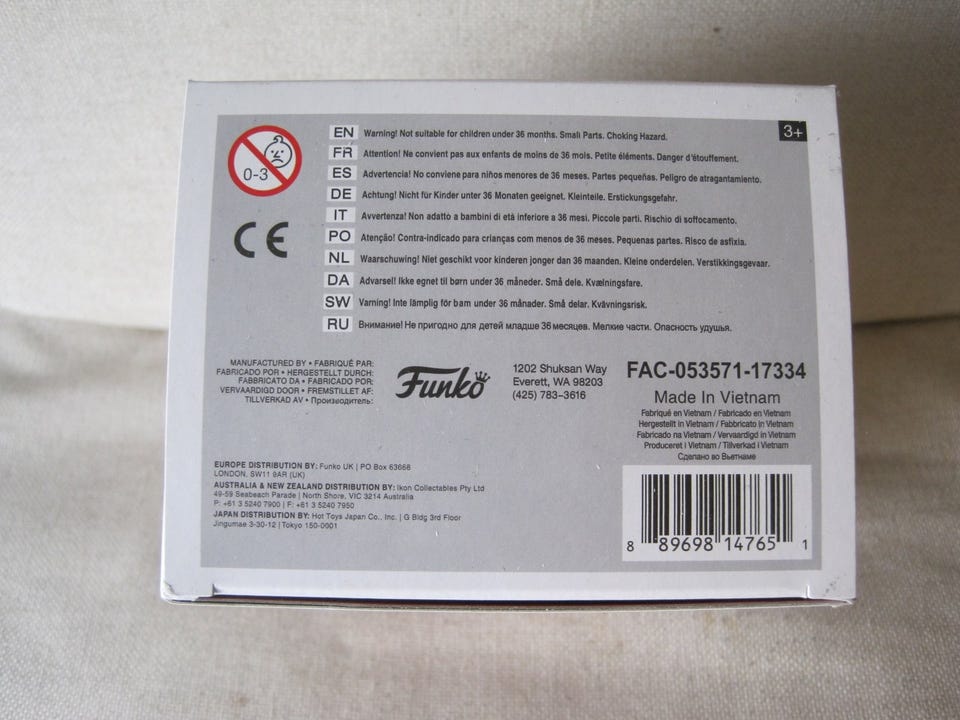 0-3
CE
3+
EN Warning! Not suitable for children under 36 months. Small Parts. Choking Hazard.
FR Attention! Ne convient pas aux enfants de moins de 36 mois. Petite éléments. Danger d'étouffement.
ES Advertencia! No conviene para niños menores de 36 meses. Partes pequeñas. Peligro de atragantamiento.
DE Achtung! Nicht für Kinder unter 36 Monaten geeignet. Kleinteile. Erstickungsgefahr.
IT Avvertenza! Non adatto a bambini di età inferiore a 36 mesi. Piccole parti. Rischio di soffocamento.
PO Atenção! Contra-indicado para crianças com menos de 36 meses. Pequenas partes. Risco de asfixia.
NL Waarschuwing! Niet geschikt voor kinderen jonger dan 36 maanden. Kleine onderdelen. Verstikkingsgevaar.
DA Advarsel! Ikke egnet til børn under 36 måneder. Små dele. Kvælningsfare.
SW Varning! Inte lämplig för barn under 36 månader. Små delar. Kvävningsrisk.
RU Внимание! Не пригодно для детей младше 36 месяцев. Мелкие части. Опасность удушья.
MANUFACTURED BY • FABRIQUÉ PAR:
FABRICADO POR • HERGESTELLT DURCH:
FABBRICATO DA • FABRICADO POR:
VERVAARDIGD DOOR • FREMSTILLET AF:
TILLVERKAD AV • Производитель:
Funko
1202 Shuksan Way
Everett, WA 98203
(425) 783-3616
FAC-053571-17334
Made In Vietnam
Fabriqué en Vietnam / Fabricado en Vietnam
Hergestellt in Vietnam / Fabbricato in Vietnam
Fabricado na Vietnam / Vervaardigd in Vietnam
Produceret i Vietnam / Tillverkad i Vietnam
Сделано во Вьетнаме
EUROPE DISTRIBUTION BY: Funko UK | PO Box 63668
LONDON, SW11 9AR (UK)
AUSTRALIA & NEW ZEALAND DISTRIBUTION BY: Ikon Collectables Pty Ltd
49-59 Seabeach Parade | North Shore, VIC 3214 Australia
P: +61 3 5240 7900 | F: +61 3 5240 7950
JAPAN DISTRIBUTION BY: Hot Toys Japan Co., Inc. | G Bldg 3rd Floor
Jingumae 3-30-12 | Tokyo 150-0001
8 89698 14765 1